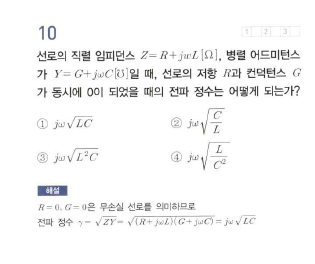 10
1 2 3
선로의 직렬 임피던스 Z=R+jwL[Ω], 병렬 어드미턴스
가 Y=G+jωC[℧]일 때, 선로의 저항 R과 컨덕턴스 G
가 동시에 0이 되었을 때의 전파 정수는 어떻게 되는가?
① jω√LC ② jω√C/L
③ jω√L²C ④ jω√L/C²
해설
R=0, G=0은 무손실 선로를 의미하므로
전파 정수 γ=√ZY=√(R+jωL)(G+jωC)=jω√LC